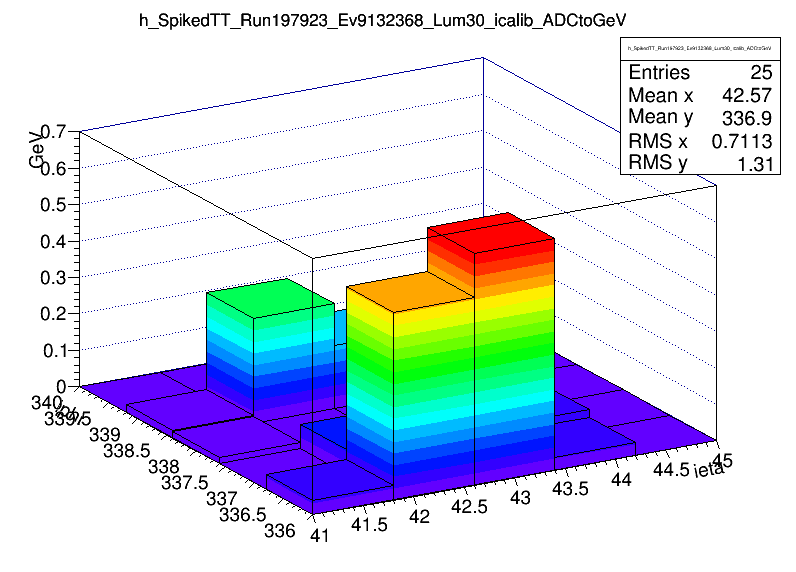 h_SpikedTT_Run197923_Ev9132368_Lum30_icalib_ADCtoGeV
h_SpikedTT_Run197923_Ev9132368_Lum30_icalib_ADCtoGeV
Entries 25
Mean x 42.57
Mean y 336.9
RMS x 0.7113
RMS y 1.31
GeV
0.7
0.6
0.5
0.4
0.3
0.2
0.1
0
340
339.5
339
338.5
338
337.5
337
336.5
336
41
41.5
42
42.5
43
43.5
44
44.5
45
ieta